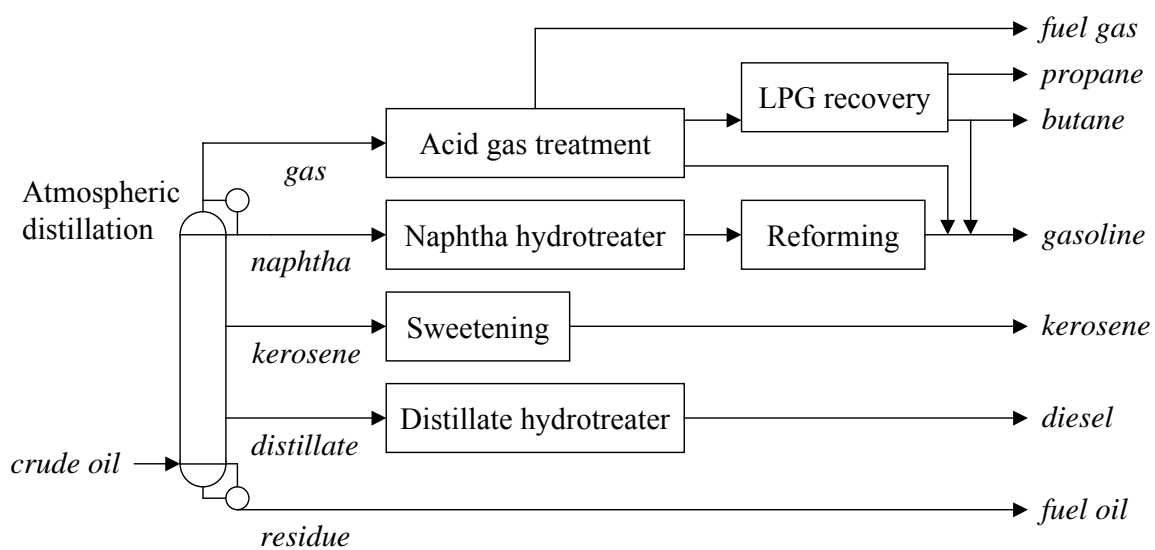 fuel gas
propane
LPG recovery
butane
Acid gas treatment
gas
Atmospheric
distillation
Naphtha hydrotreater
Reforming
gasoline
naphtha
Sweetening
kerosene
kerosene
Distillate hydrotreater
diesel
distillate
crude oil
fuel oil
residue